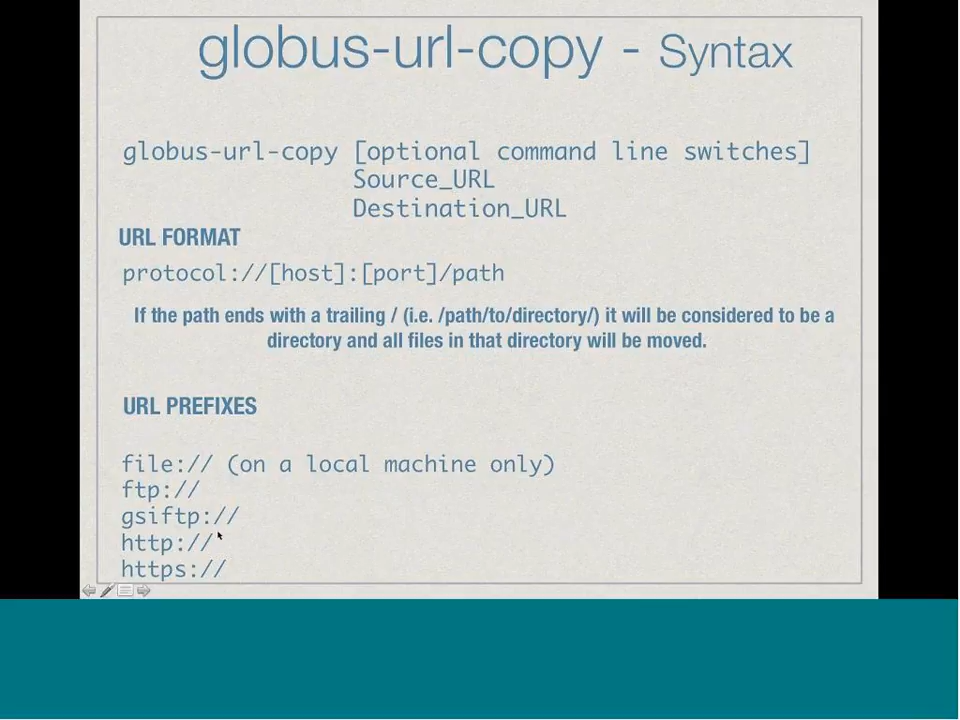 globus-url-copy - Syntax
globus-url-copy [optional command line switches]
Source_URL
Destination_URL
URL FORMAT
protocol://[host]:[port]/path
If the path ends with a trailing / (i.e. /path/to/directory/) it will be considered to be a
directory and all files in that directory will be moved.
URL PREFIXES
file:// (on a local machine only)
ftp://
gsiftp://
http://
https://